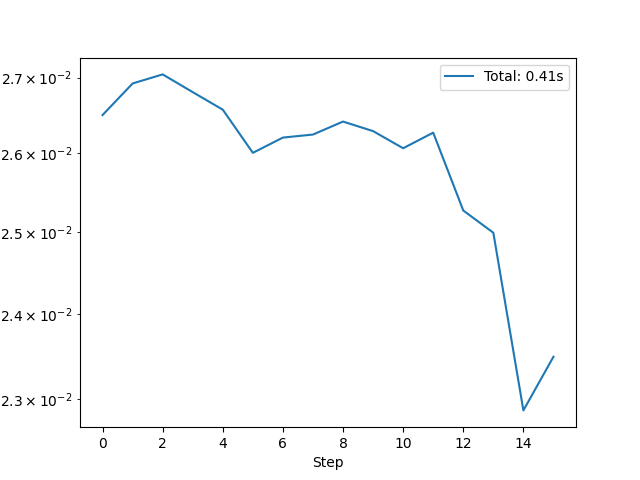 Total: 0.41s
2.7 × 10⁻²
2.6 × 10⁻²
2.5 × 10⁻²
2.4 × 10⁻²
2.3 × 10⁻²
0 2 4 6 8 10 12 14
Step